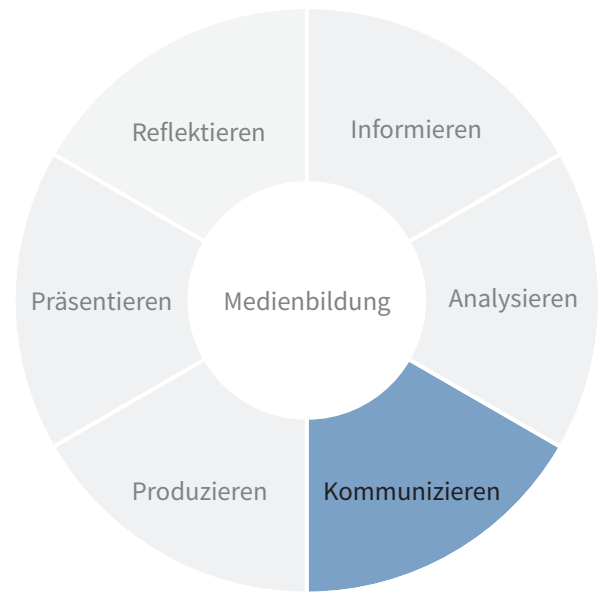 Reflektieren
Informieren
Präsentieren
Medienbildung
Analysieren
Produzieren
Kommunizieren